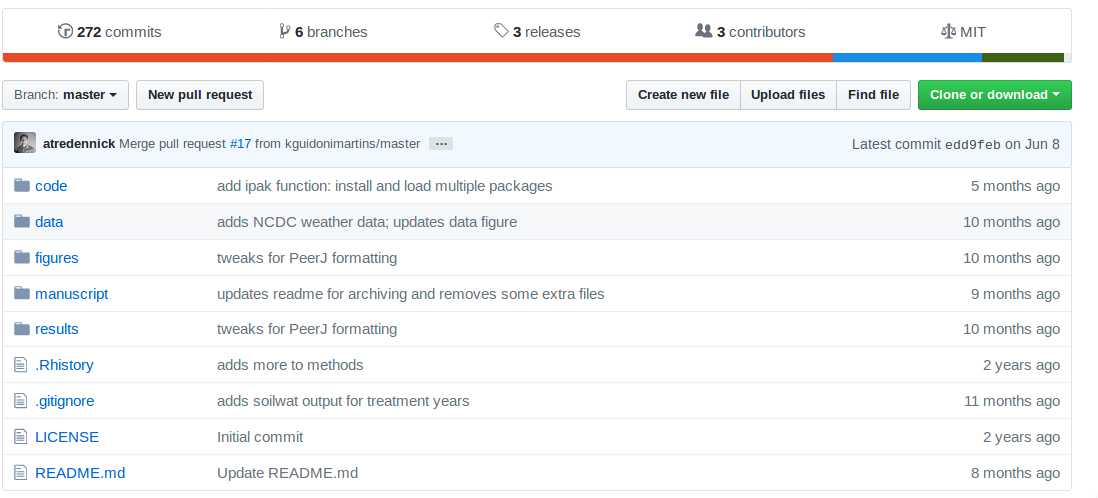 272 commits 6 branches 3 releases 3 contributors MIT
Branch: master New pull request Create new file Upload files Find file Clone or download
atredennick Merge pull request #17 from kguidonimartins/master ... Latest commit edd9feb on Jun 8
code add ipak function: install and load multiple packages 5 months ago
data adds NCDC weather data; updates data figure 10 months ago
figures tweaks for PeerJ formatting 10 months ago
manuscript updates readme for archiving and removes some extra files 9 months ago
results tweaks for PeerJ formatting 10 months ago
.Rhistory adds more to methods 2 years ago
.gitignore adds soilwat output for treatment years 11 months ago
LICENSE Initial commit 2 years ago
README.md Update README.md 8 months ago